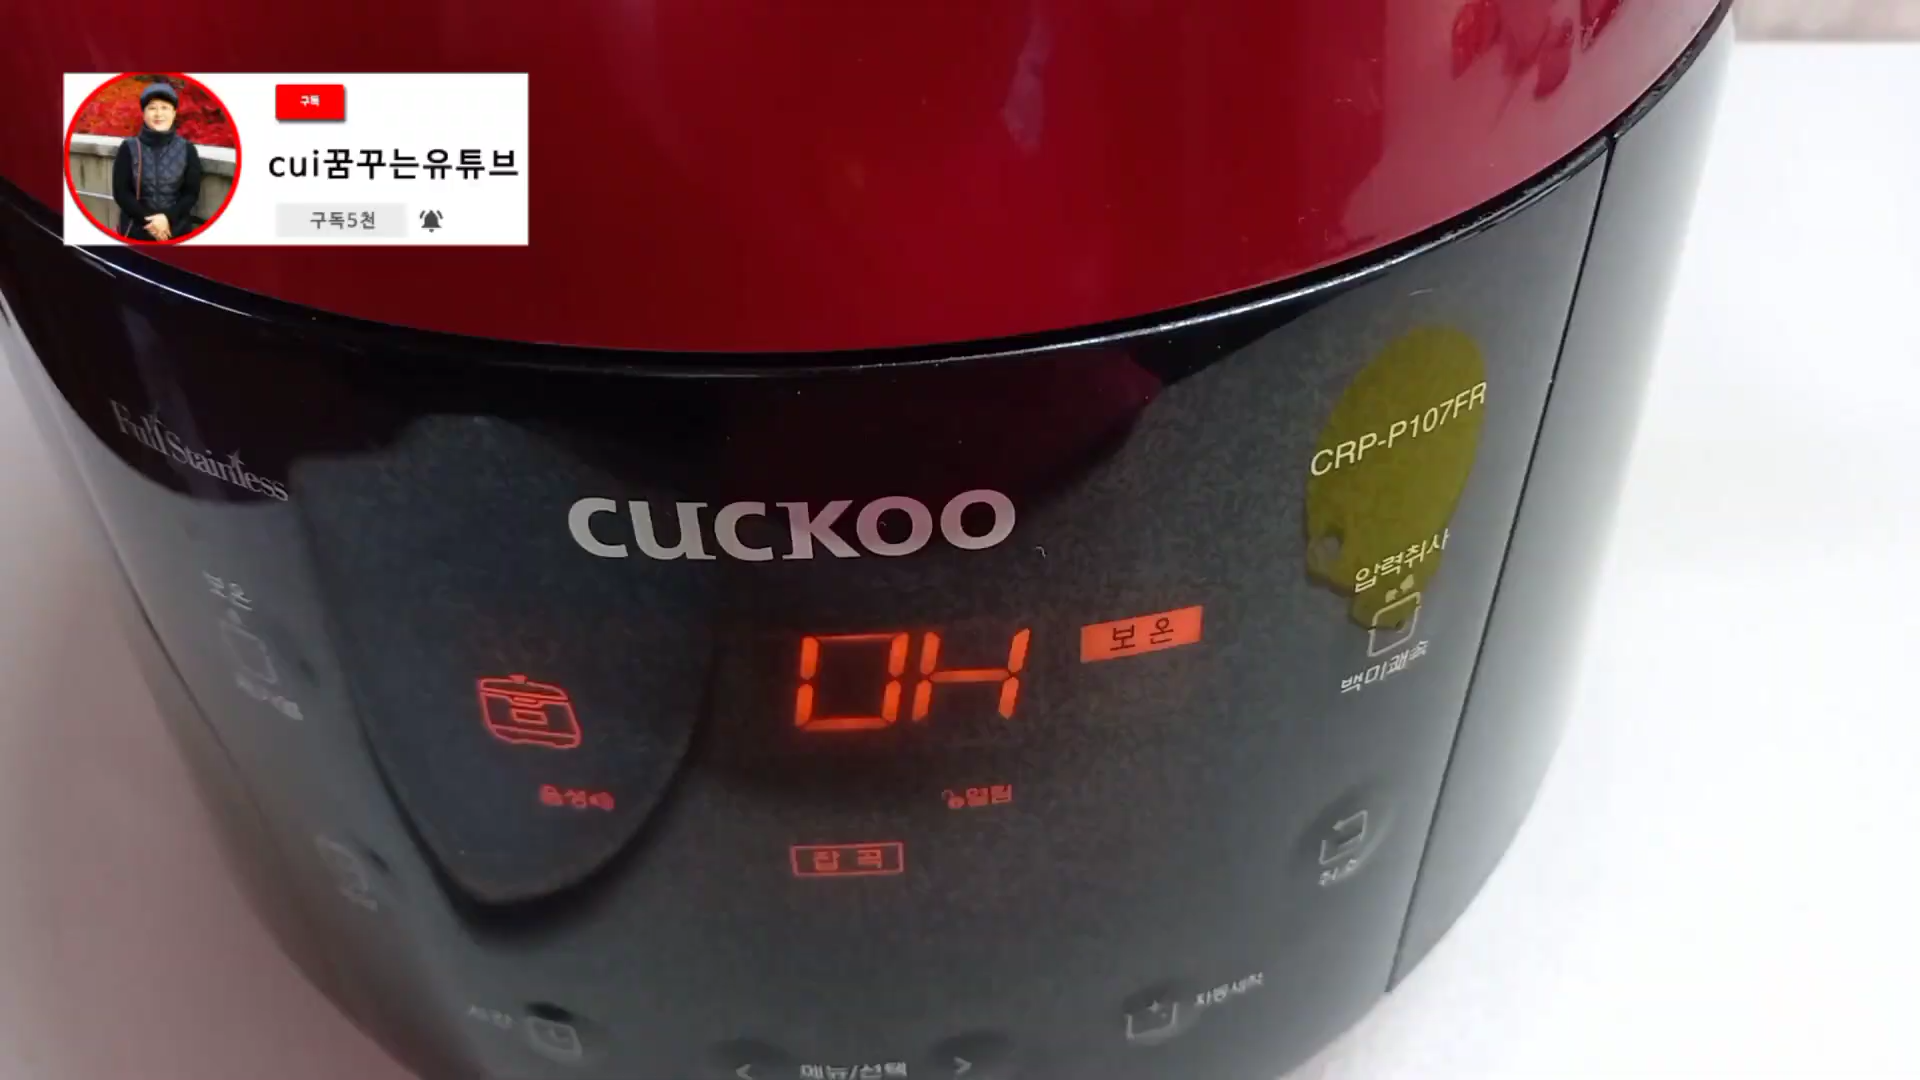 구독
cui꿈꾸는유튜브
구독5천
Full Stainless
CUCKOO
CRP-P107FR
보온
0H
보온
압력취사
백미쾌속
음성
열림
잡곡
취소
자동세척
< 메뉴/선택 >